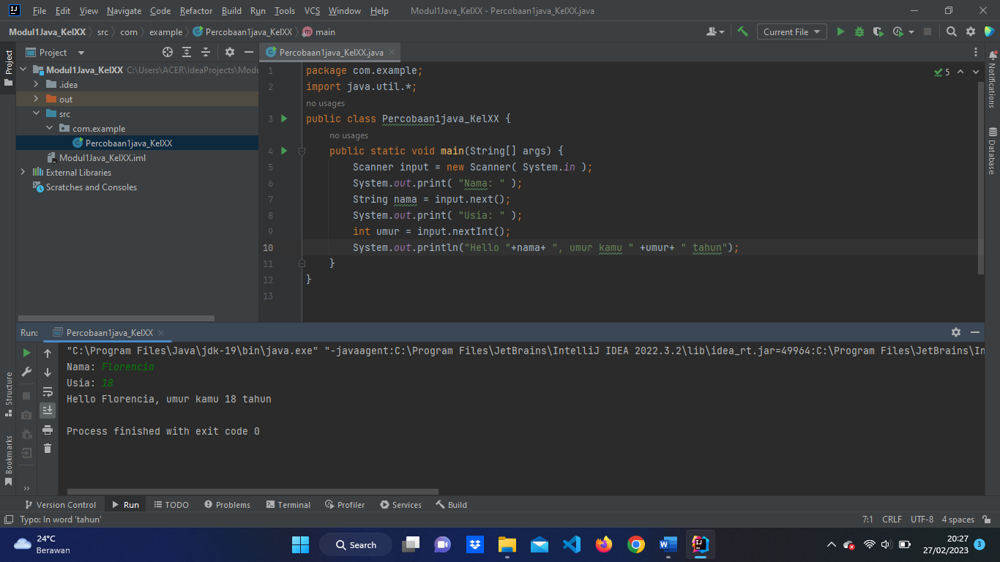 File Edit View Navigate Code Refactor Build Run Tools VCS Window Help Modul1Java_KelXX - Percobaan1java_KelXX.java
Modul1Java_KelXX src com example Percobaan1java_KelXX main
Current File
Project
Percobaan1java_KelXX.java
Project
Modul1Java_KelXX C:\Users\ACER\IdeaProjects\Modu
.idea
out
src
com.example
Percobaan1java_KelXX
Modul1Java_KelXX.iml
External Libraries
Scratches and Consoles
5
1 package com.example;
2 import java.util.*;
no usages
3 public class Percobaan1java_KelXX {
no usages
4 public static void main(String[] args) {
5 Scanner input = new Scanner( System.in );
6 System.out.print( "Nama: " );
7 String nama = input.next();
8 System.out.print( "Usia: " );
9 int umur = input.nextInt();
10 System.out.println("Hello "+nama+ ", umur kamu " +umur+ " tahun");
11 }
12 }
13
Notifications
Database
Run: Percobaan1java_KelXX
"C:\Program Files\Java\jdk-19\bin\java.exe" "-javaagent:C:\Program Files\JetBrains\IntelliJ IDEA 2022.3.2\lib\idea_rt.jar=49964:C:\Program Files\JetBrains\In
Nama: Florencia
Usia: 18
Hello Florencia, umur kamu 18 tahun
Process finished with exit code 0
Structure
Bookmarks
Version Control Run TODO Problems Terminal Profiler Services Build
Typo: In word 'tahun' 7:1 CRLF UTF-8 4 spaces
24°C
Berawan
Search
20:27
27/02/2023
3